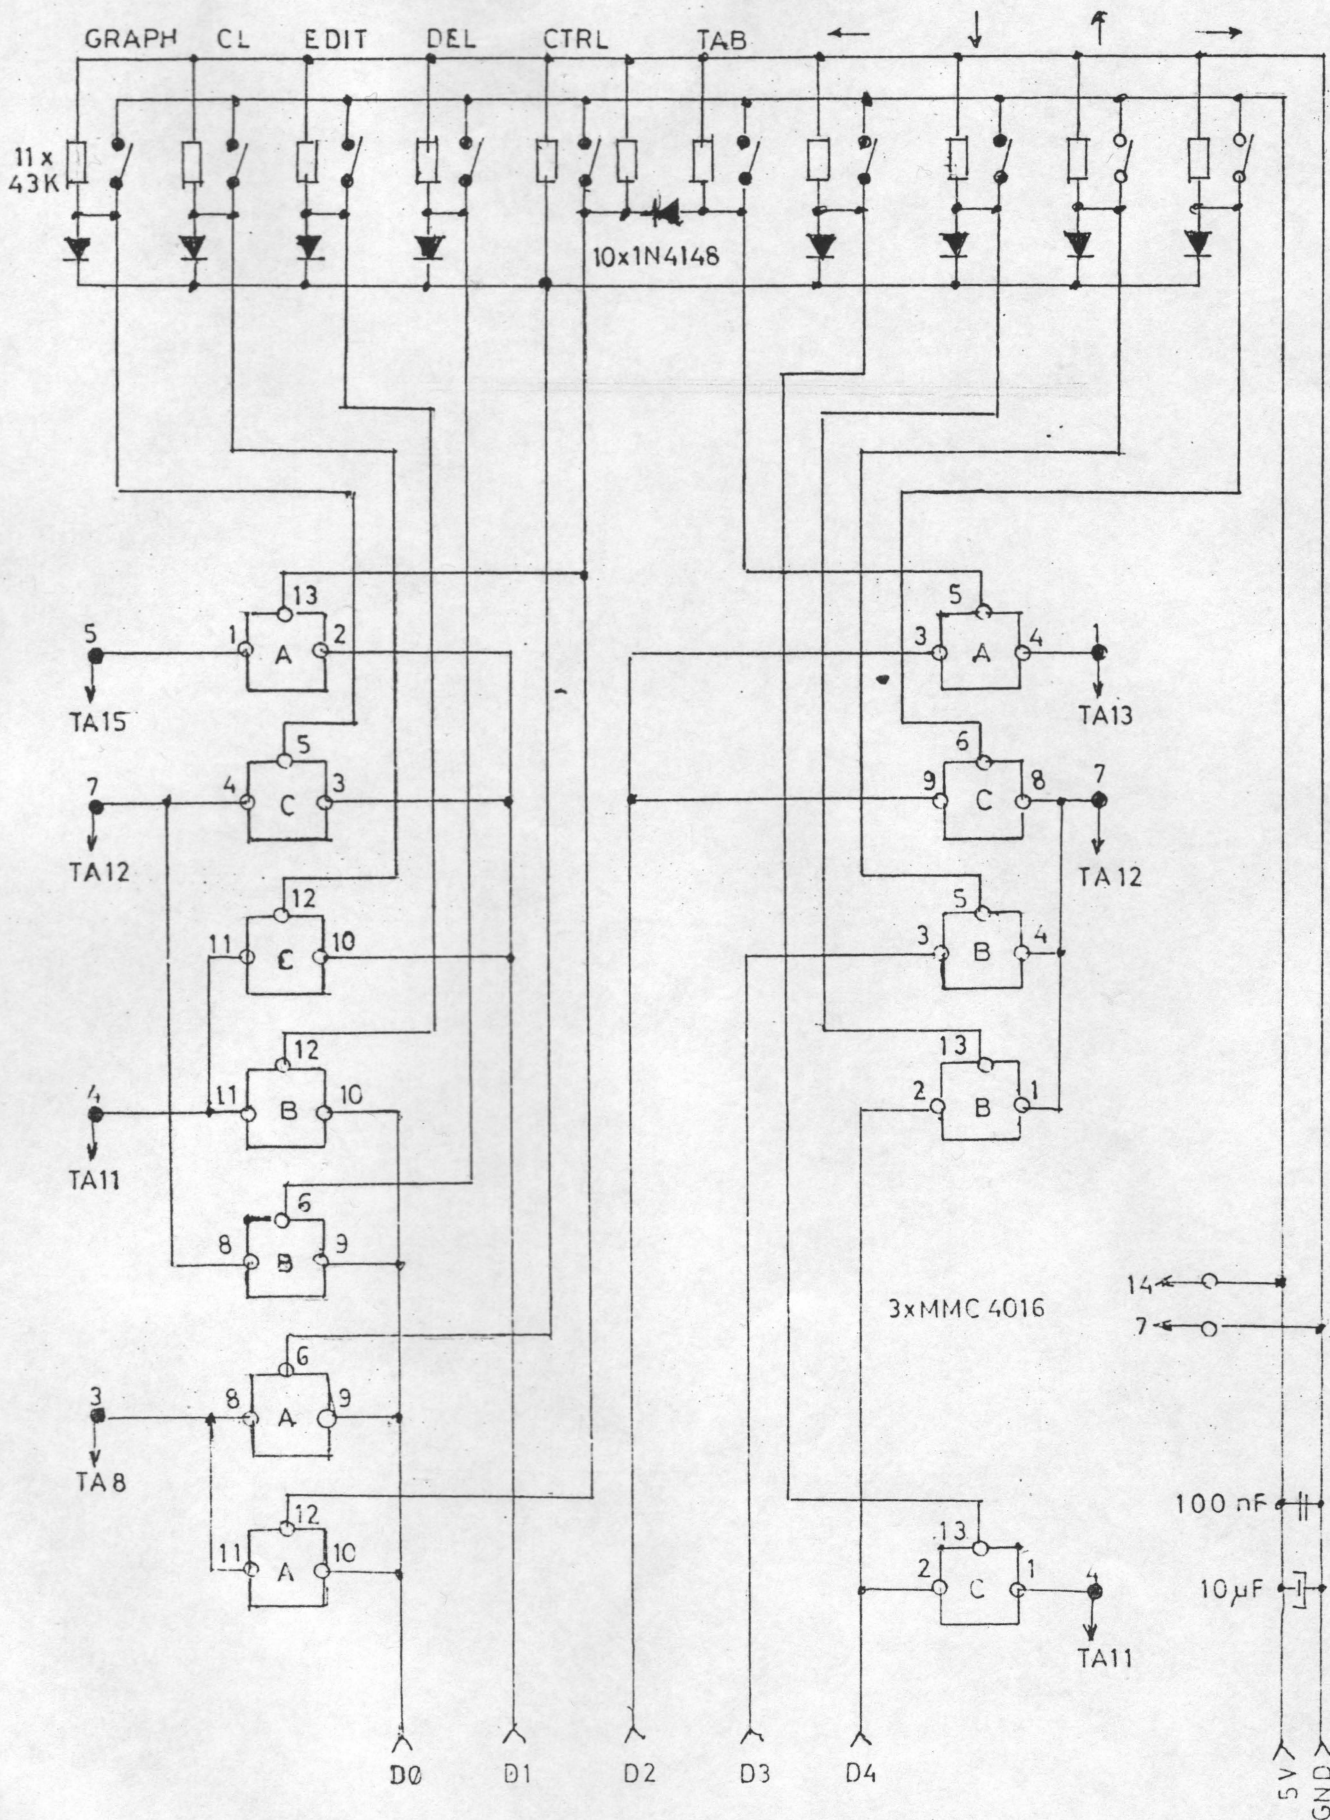 GRAPH CL EDIT DEL CTRL TAB ← ↓ ↑ →
11 x
43K
10x1N4148
13
5
5 1 A 2
3 A 4 1
TA15
TA13
5
6
7 4 C 3
9 C 8 7
TA12
TA12
12
5
11 C 10
3 B 4
12
13
4 11 B 10
2 B 1
TA11
6
8 B 9
14
3xMMC 4016
7
6
3 8 A 9
TA8
12
100 nF
13
11 A 10
2 C 1 4
10µF
TA11
D0 D1 D2 D3 D4 5V GND